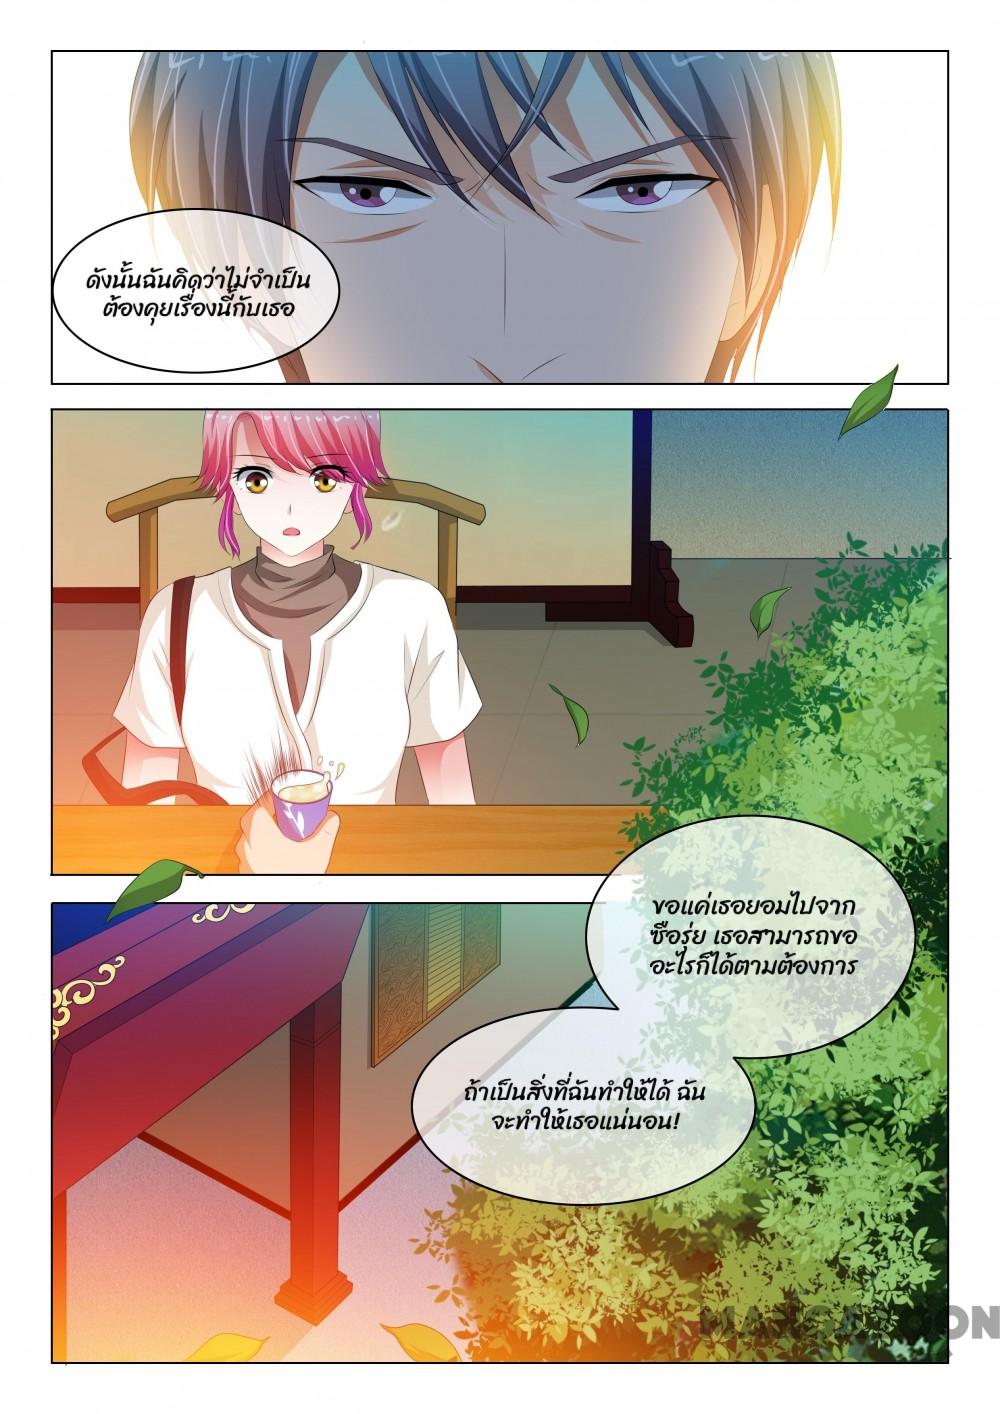 ดังนั้นฉันคิดว่าไม่จำเป็น
ต้องคุยเรื่องนี้กับเธอ
ขอแค่เธอยอมไปจาก
ซือรุ่ย เธอสามารถขอ
อะไรก็ได้ตามต้องการ
ถ้าเป็นสิ่งที่ฉันทำให้ได้ ฉัน
จะทำให้เธอแน่นอน!